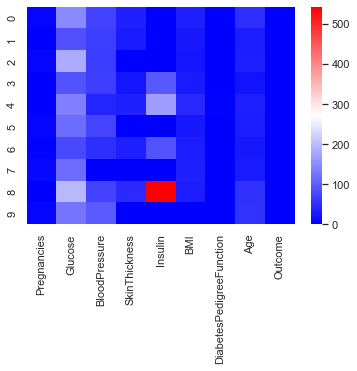 0
1
2
3
4
5
6
7
8
9
Pregnancies
Glucose
BloodPressure
SkinThickness
Insulin
BMI
DiabetesPedigreeFunction
Age
Outcome
500
400
300
200
100
0